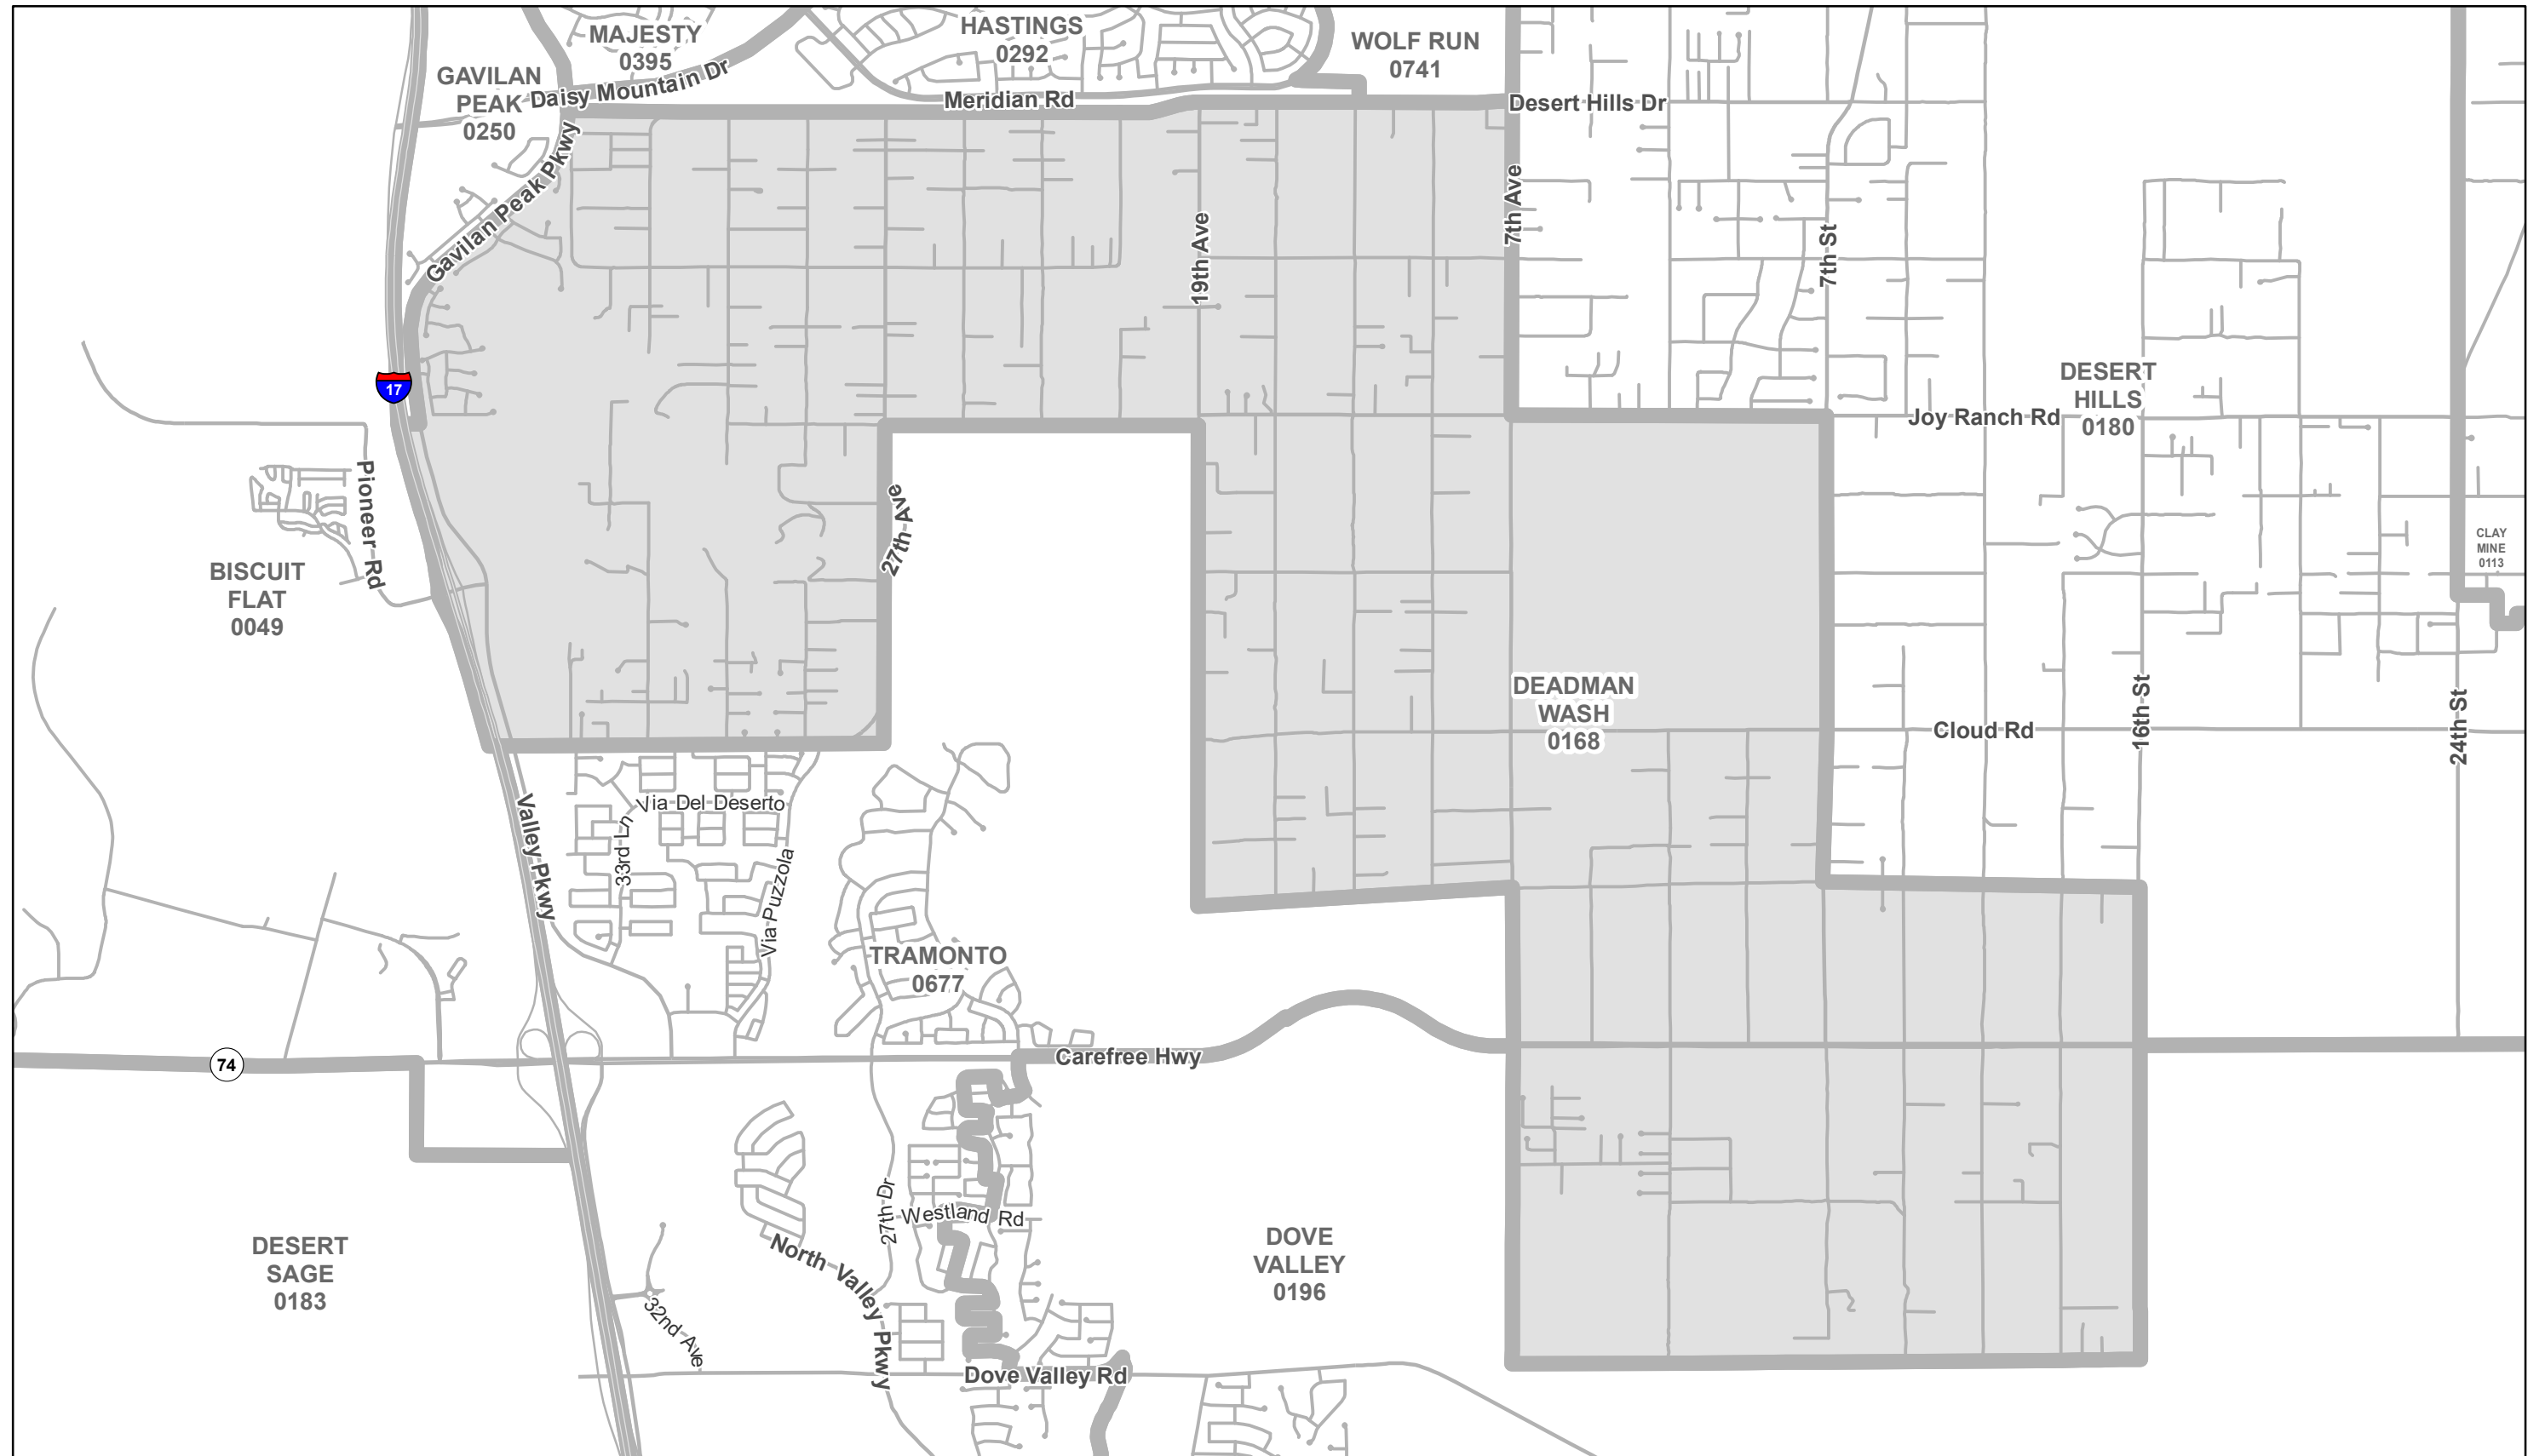 MAJESTY
0395
HASTINGS
0292
WOLF RUN
0741
GAVILAN
PEAK
0250
Daisy Mountain Dr
Meridian Rd
Desert Hills Dr
Gavilan Peak Pkwy
19th Ave
7th Ave
7th St
17
DESERT
HILLS
0180
Joy Ranch Rd
Pioneer Rd
27th Ave
CLAY
MINE
0113
BISCUIT
FLAT
0049
DEADMAN
WASH
0168
Cloud Rd
16th St
24th St
Valley Pkwy
Via Del Deserto
33rd Ln
Via Puzzola
TRAMONTO
0677
Carefree Hwy
74
27th Dr
Westland Rd
DESERT
SAGE
0183
DOVE
VALLEY
0196
North Valley Pkwy
32nd Ave
Dove Valley Rd